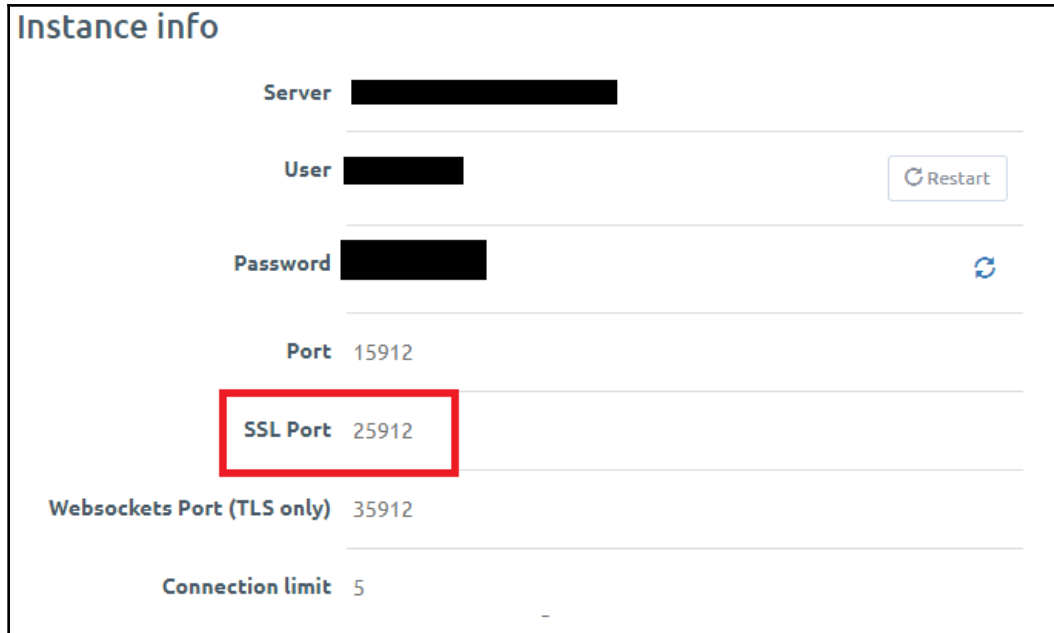 Instance info
Server
User
Restart
Password
Port 15912
SSL Port 25912
Websockets Port (TLS only) 35912
Connection limit 5